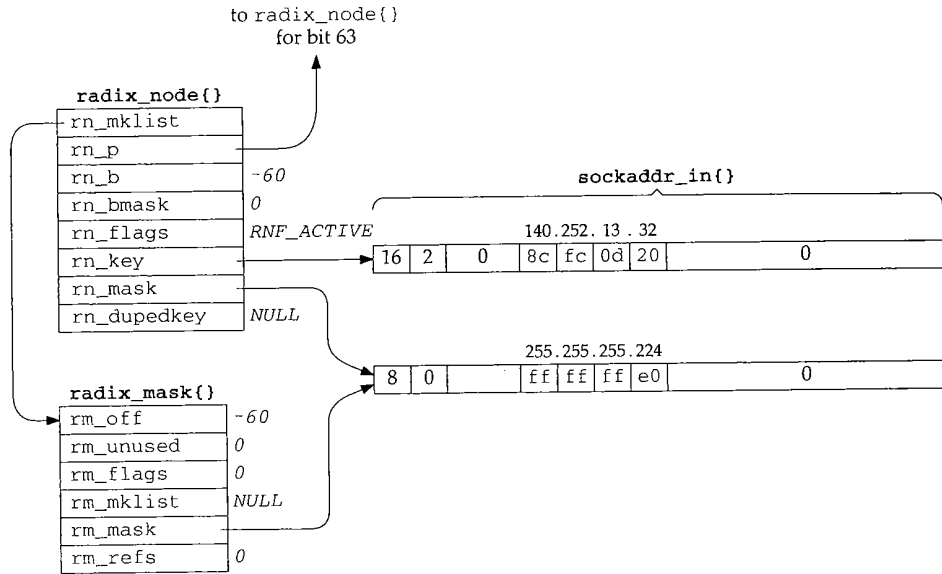 to radix_node{}
for bit 63
radix_node{}
rn_mklist
rn_p
rn_b -60
rn_bmask 0
rn_flags RNF_ACTIVE
rn_key
rn_mask
rn_dupedkey NULL
sockaddr_in{}
140.252.13.32
16 2 0 8c fc 0d 20 0
255.255.255.224
8 0 ff ff ff e0 0
radix_mask{}
rm_off -60
rm_unused 0
rm_flags 0
rm_mklist NULL
rm_mask
rm_refs 0